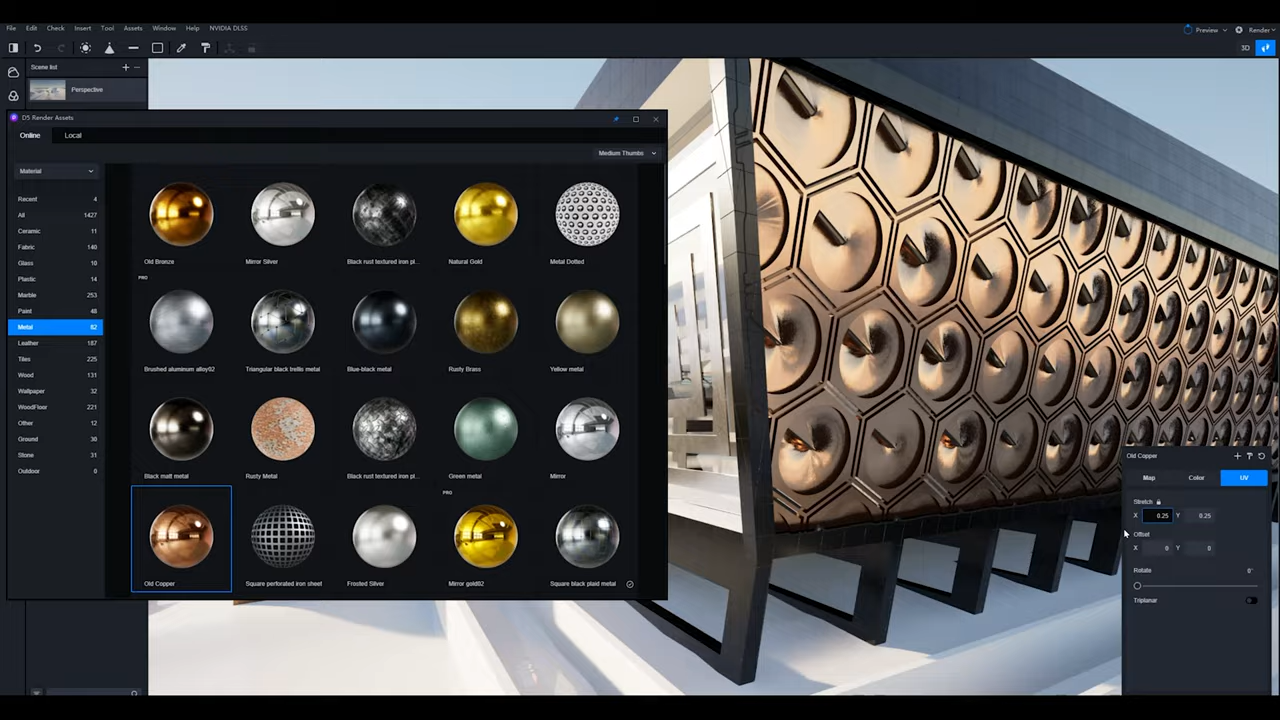 File Edit Check Insert Tool Assets Window Help NVIDIA DLSS
Preview Render
3D
Scene list
Perspective
D5 Render Assets
Online Local
Medium Thumbs
Material
Recent 4
All 1427
Ceramic 11
Fabric 140
Glass 10
Plastic 14
Marble 253
Paint 48
Metal 82
Leather 187
Tiles 225
Wood 131
Wallpaper 32
WoodFloor 221
Other 12
Ground 30
Stone 31
Outdoor 0
Old Bronze Mirror Silver Black rust textured iron pl... Natural Gold Metal Dotted
PRO
Brushed aluminum alloy02 Triangular black trellis metal Blue-black metal Rusty Brass Yellow metal
Black matt metal Rusty Metal Black rust textured iron pl... Green metal Mirror
PRO
Old Copper Square perforated iron sheet Frosted Silver Mirror gold02 Square black plaid metal
Old Copper
Map Color UV
Stretch
X 0.25 Y 0.25
Offset
X 0 Y 0
Rotate 0°
Triplanar